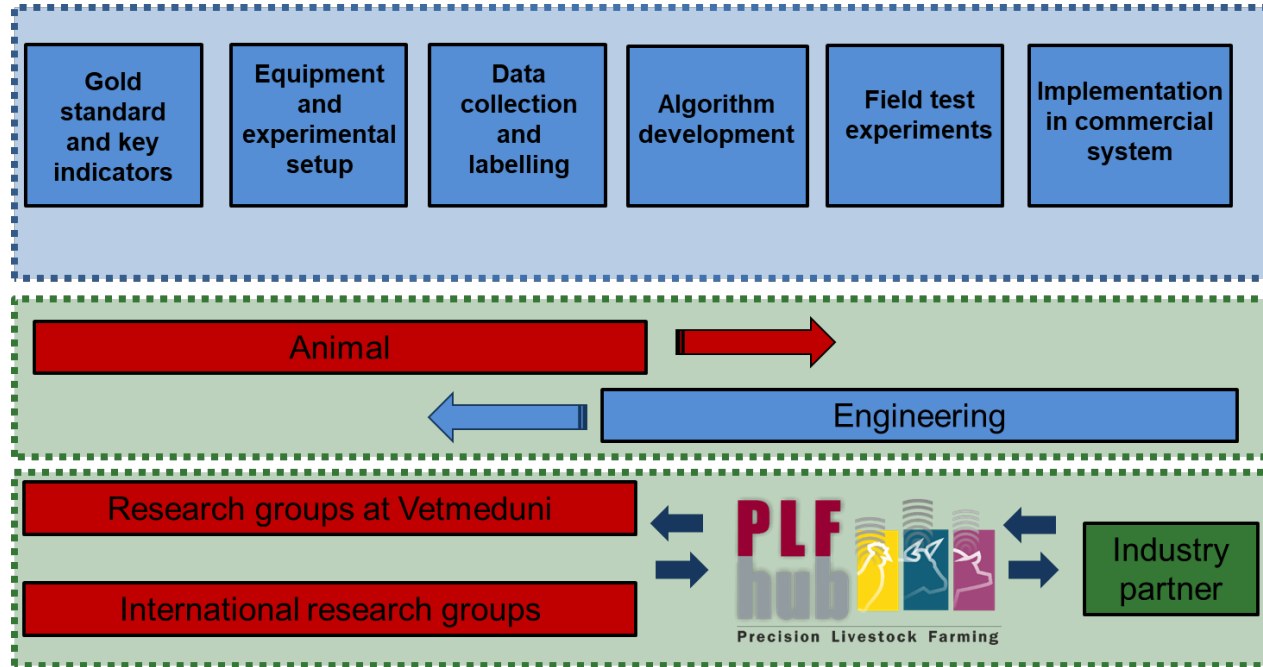 Gold
standard
and key
indicators
Equipment
and
experimental
setup
Data
collection
and
labelling
Algorithm
development
Field test
experiments
Implementation
in commercial
system
Animal
Engineering
Research groups at Vetmeduni
International research groups
PLF
hub
Precision Livestock Farming
Industry
partner